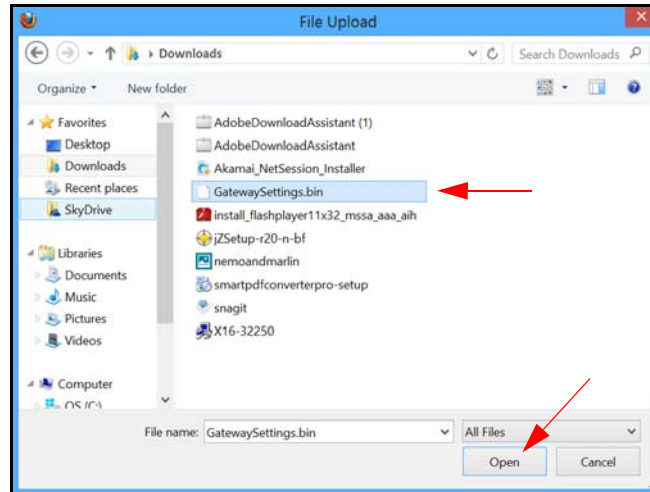 File Upload
Downloads
Search Downloads
Organize
New folder
Favorites
Desktop
Downloads
Recent places
SkyDrive
Libraries
Documents
Music
Pictures
Videos
Computer
OS (C:)
AdobeDownloadAssistant (1)
AdobeDownloadAssistant
Akamai_NetSession_Installer
GatewaySettings.bin
install_flashplayer11x32_mssa_aaa_aih
jZSetup-r20-n-bf
nemoandmarlin
smartpdfconverterpro-setup
snagit
X16-32250
File name: GatewaySettings.bin
All Files
Open
Cancel